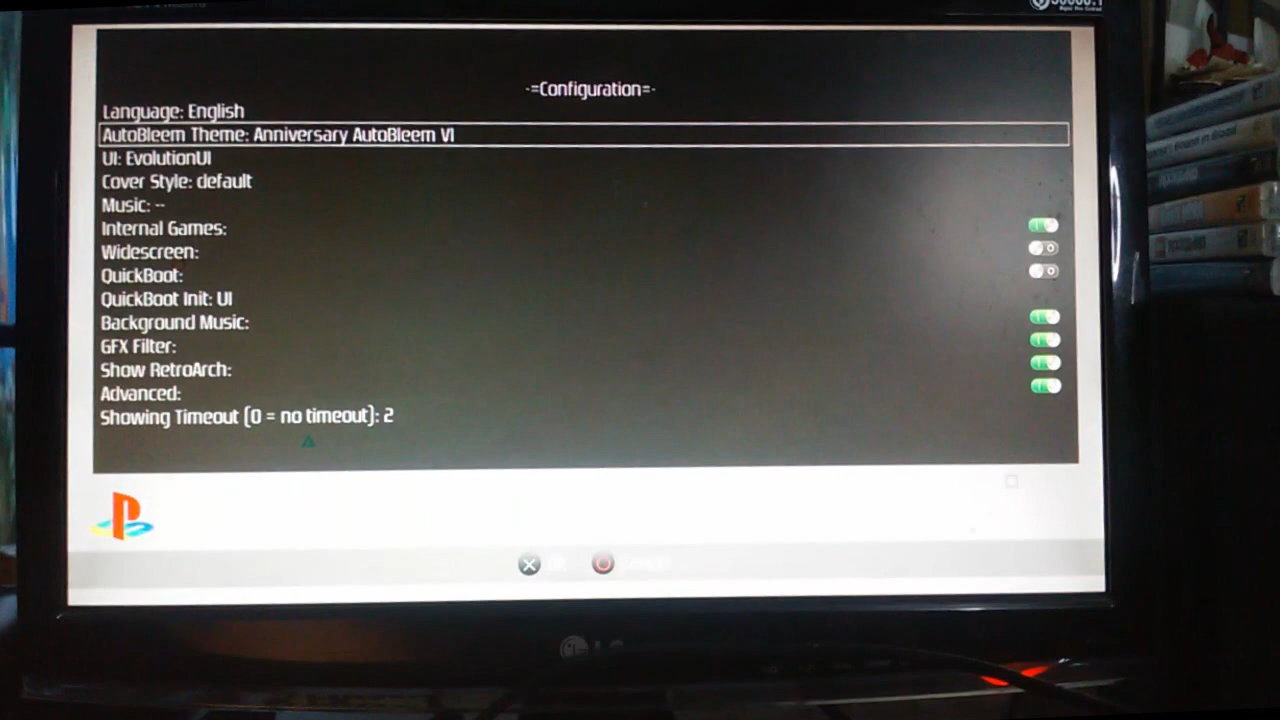 -=Configuration=-
Language: English
AutoBleem Theme: Anniversary AutoBleem VI
UI: EvolutionUI
Cover Style: default
Music: --
Internal Games:
Widescreen:
QuickBoot:
QuickBoot Init: UI
Background Music:
GFX Filter:
Show RetroArch:
Advanced:
Showing Timeout (0 = no timeout): 2
LG